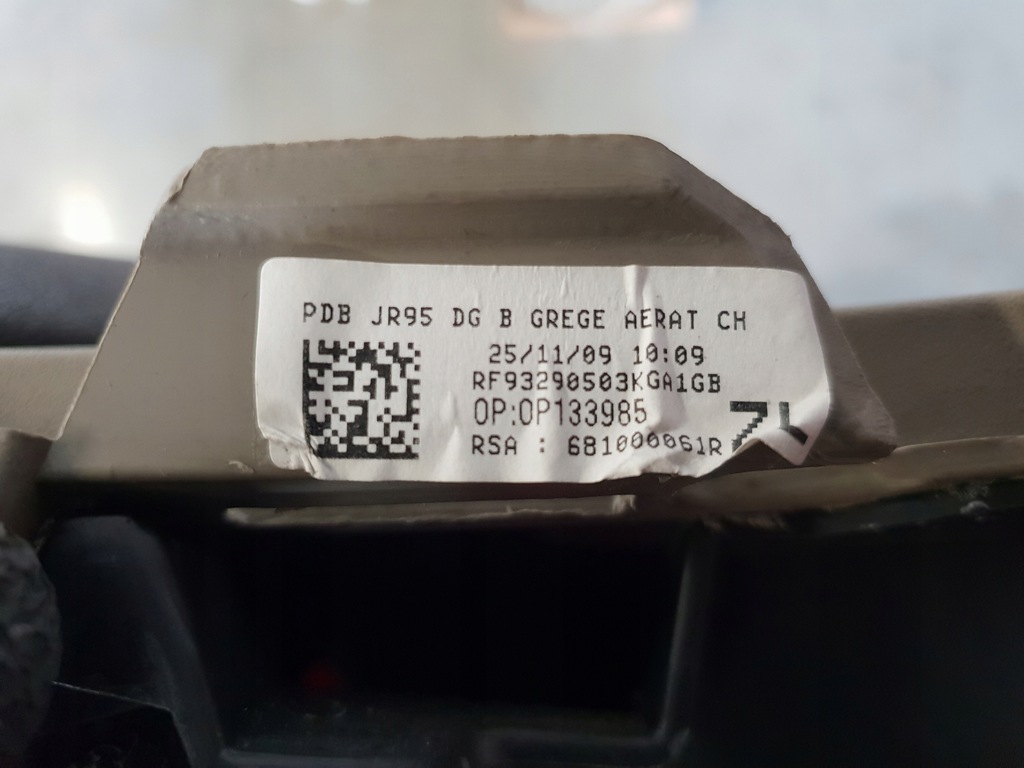 PDB JR95 DG B GREGE AERAT CH
25/11/09 10:09
RF93290503KGA1GB
OP:OP133985
RSA : 681000061R